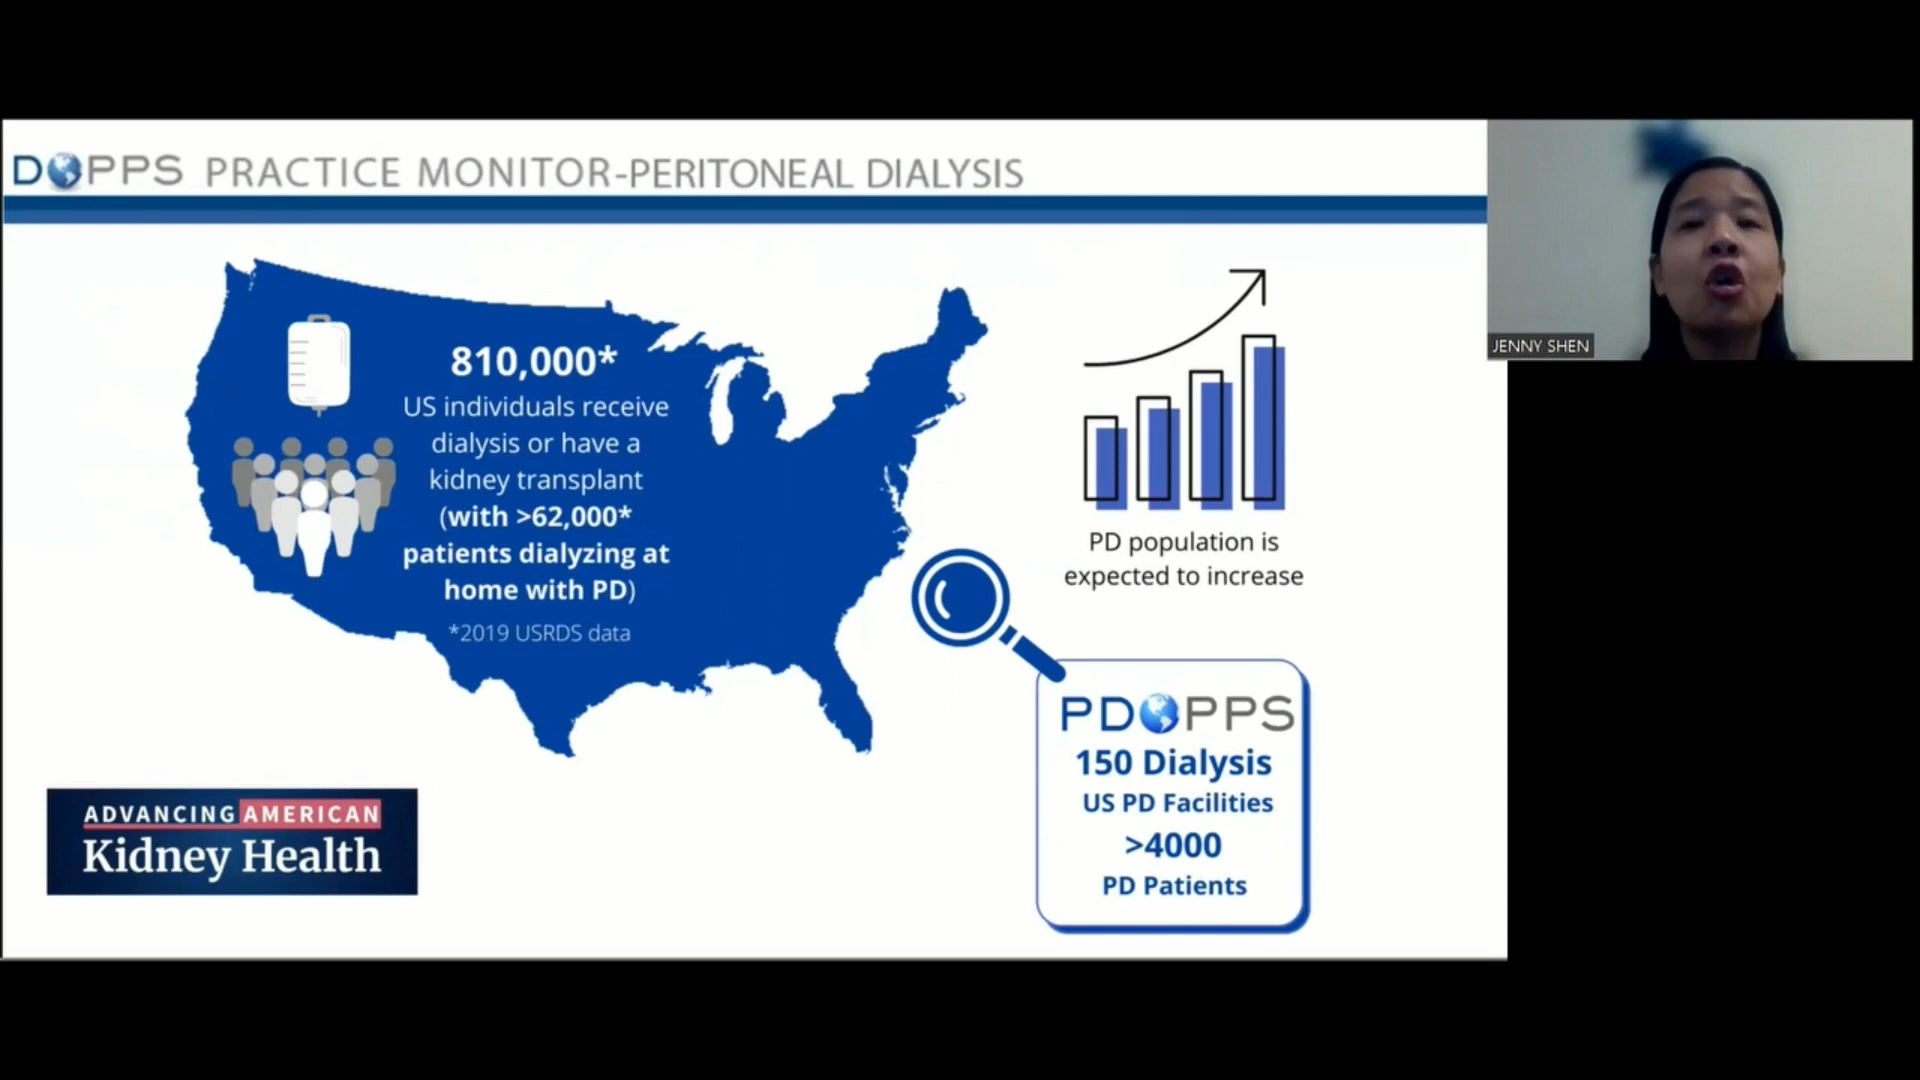 DOPPS PRACTICE MONITOR-PERITONEAL DIALYSIS
JENNY SHEN
810,000*
US individuals receive
dialysis or have a
kidney transplant
(with >62,000*
patients dialyzing at
home with PD)
*2019 USRDS data
PD population is
expected to increase
PDOPPS
150 Dialysis
US PD Facilities
>4000
PD Patients
ADVANCING AMERICAN
Kidney Health